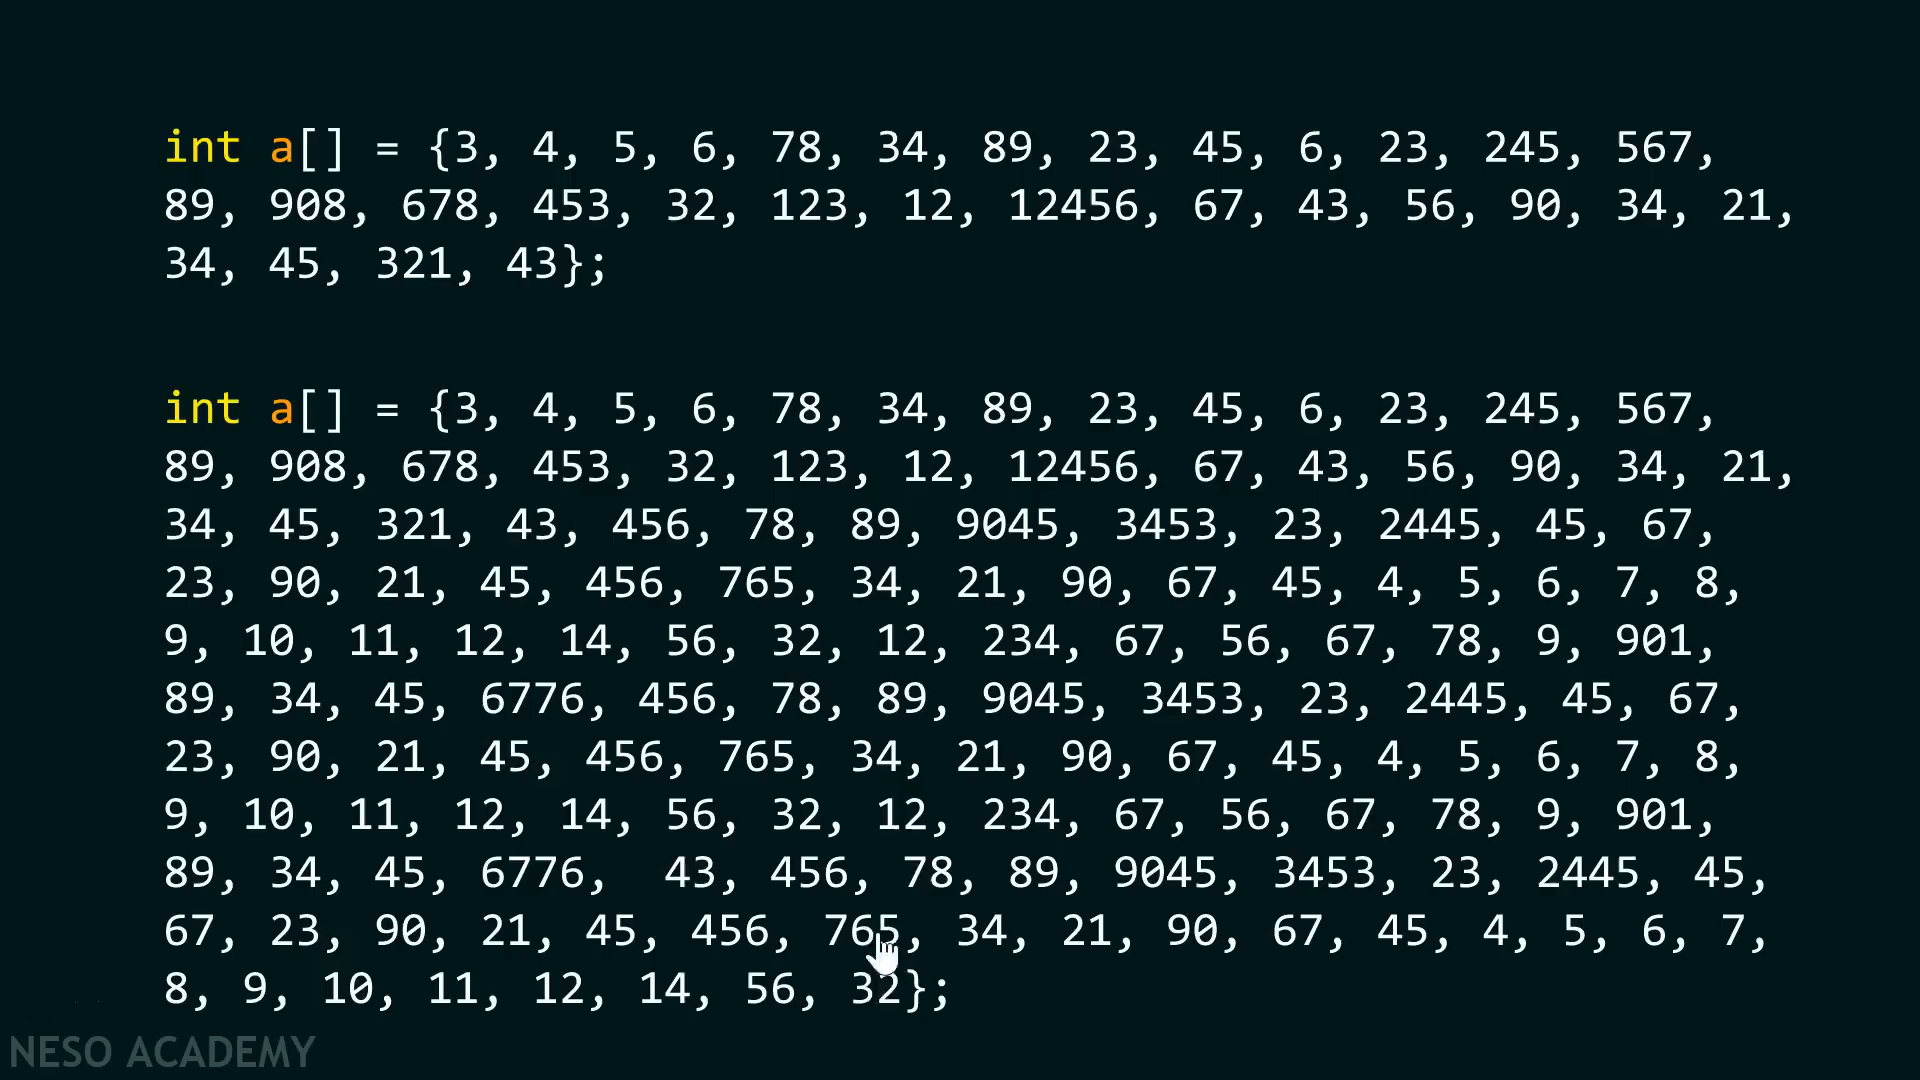 int a[] = {3, 4, 5, 6, 78, 34, 89, 23, 45, 6, 23, 245, 567,
89, 908, 678, 453, 32, 123, 12, 12456, 67, 43, 56, 90, 34, 21,
34, 45, 321, 43};
int a[] = {3, 4, 5, 6, 78, 34, 89, 23, 45, 6, 23, 245, 567,
89, 908, 678, 453, 32, 123, 12, 12456, 67, 43, 56, 90, 34, 21,
34, 45, 321, 43, 456, 78, 89, 9045, 3453, 23, 2445, 45, 67,
23, 90, 21, 45, 456, 765, 34, 21, 90, 67, 45, 4, 5, 6, 7, 8,
9, 10, 11, 12, 14, 56, 32, 12, 234, 67, 56, 67, 78, 9, 901,
89, 34, 45, 6776, 456, 78, 89, 9045, 3453, 23, 2445, 45, 67,
23, 90, 21, 45, 456, 765, 34, 21, 90, 67, 45, 4, 5, 6, 7, 8,
9, 10, 11, 12, 14, 56, 32, 12, 234, 67, 56, 67, 78, 9, 901,
89, 34, 45, 6776,  43, 456, 78, 89, 9045, 3453, 23, 2445, 45,
67, 23, 90, 21, 45, 456, 765, 34, 21, 90, 67, 45, 4, 5, 6, 7,
8, 9, 10, 11, 12, 14, 56, 32};
NESO ACADEMY